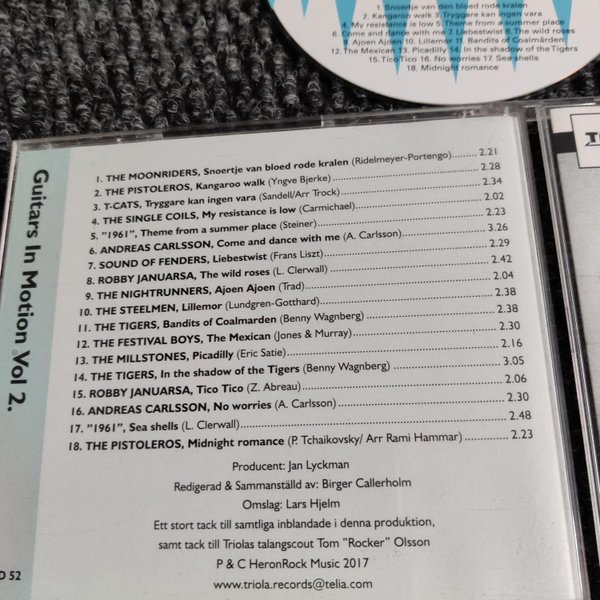 1. Snoertje van bloed rode kralen
2. Kangaroo walk 3. Tryggare kan ingen vara
4. My resistance is low 5. Theme from a summer place
6. Come and dance with me 7. Liebestwist 8. The wild roses
Ajoen Ajoen 10. Lillemor 11. Bandits of Coalmården
12. The Mexican 13. Picadilly 14. In the shadow of the Tigers
15. Tico Tico 16. No worries 17. Sea shells
18. Midnight romance
Guitars In Motion Vol 2.
1. THE MOONRIDERS, Snoertje van bloed rode kralen (Ridelmeyer-Portengo) 2.21
2. THE PISTOLEROS, Kangaroo walk (Yngve Bjerke) 2.28
3. T-CATS, Tryggare kan ingen vara (Sandell/Arr Trock) 2.34
4. THE SINGLE COILS, My resistance is low (Carmichael) 2.02
5. "1961", Theme from a summer place (Steiner) 2.23
6. ANDREAS CARLSSON, Come and dance with me (A. Carlsson) 3.26
7. SOUND OF FENDERS, Liebestwist (Frans Liszt) 2.29
8. ROBBY JANUARSA, The wild roses (L. Clerwall) 2.42
9. THE NIGHTRUNNERS, Ajoen Ajoen (Trad) 2.04
10. THE STEELMEN, Lillemor (Lundgren-Gotthard) 2.38
11. THE TIGERS, Bandits of Coalmarden (Benny Wagnberg) 2.38
12. THE FESTIVAL BOYS, The Mexican (Jones & Murray) 2.30
13. THE MILLSTONES, Picadilly (Eric Satie) 2.16
14. THE TIGERS, In the shadow of the Tigers (Benny Wagnberg) 3.05
15. ROBBY JANUARSA, Tico Tico (Z. Abreau) 2.06
16. ANDREAS CARLSSON, No worries (A. Carlsson) 2.30
17. "1961", Sea shells (L. Clerwall) 2.48
18. THE PISTOLEROS, Midnight romance (P. Tchaikovsky/ Arr Rami Hammar) 2.23
Producent: Jan Lyckman
Redigerad & Sammanställd av: Birger Callerholm
Omslag: Lars Hjelm
Ett stort tack till samtliga inblandade i denna produktion,
samt tack till Triolas talangscout Tom "Rocker" Olsson
P & C HeronRock Music 2017
www.triola.records@telia.com
D 52